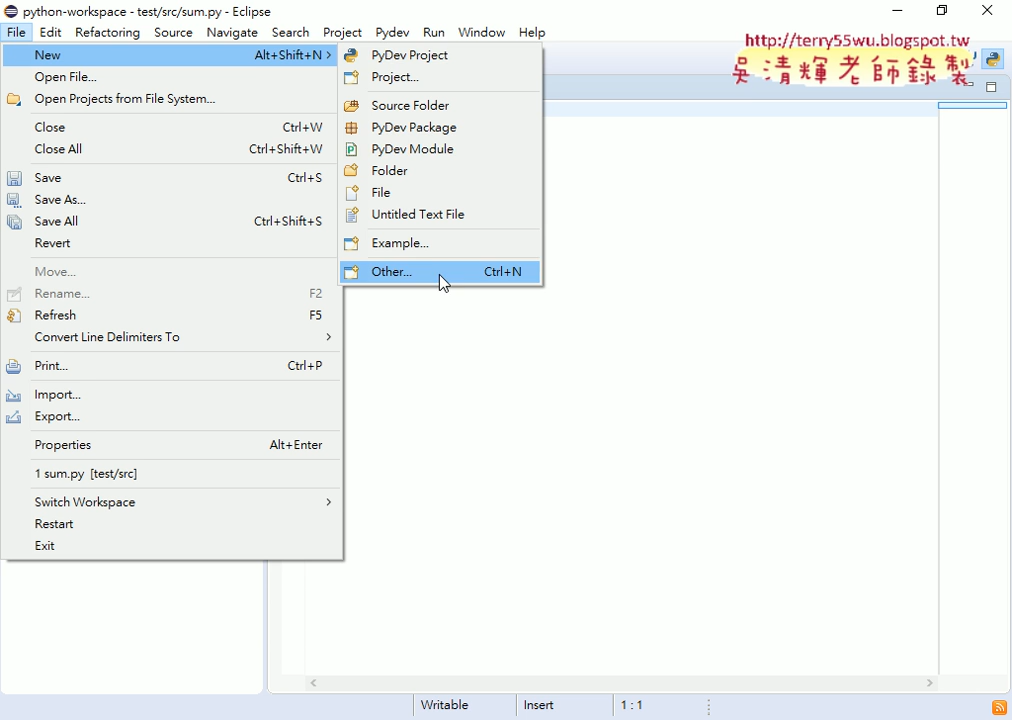 python-workspace - test/src/sum.py - Eclipse
File Edit Refactoring Source Navigate Search Project Pydev Run Window Help
http://terry55wu.blogspot.tw
吳清輝老師錄製
New Alt+Shift+N
Open File...
Open Projects from File System...
Close Ctrl+W
Close All Ctrl+Shift+W
Save Ctrl+S
Save As...
Save All Ctrl+Shift+S
Revert
Move...
Rename... F2
Refresh F5
Convert Line Delimiters To
Print... Ctrl+P
Import...
Export...
Properties Alt+Enter
1 sum.py [test/src]
Switch Workspace
Restart
Exit
PyDev Project
Project...
Source Folder
PyDev Package
PyDev Module
Folder
File
Untitled Text File
Example...
Other... Ctrl+N
Writable Insert 1 : 1